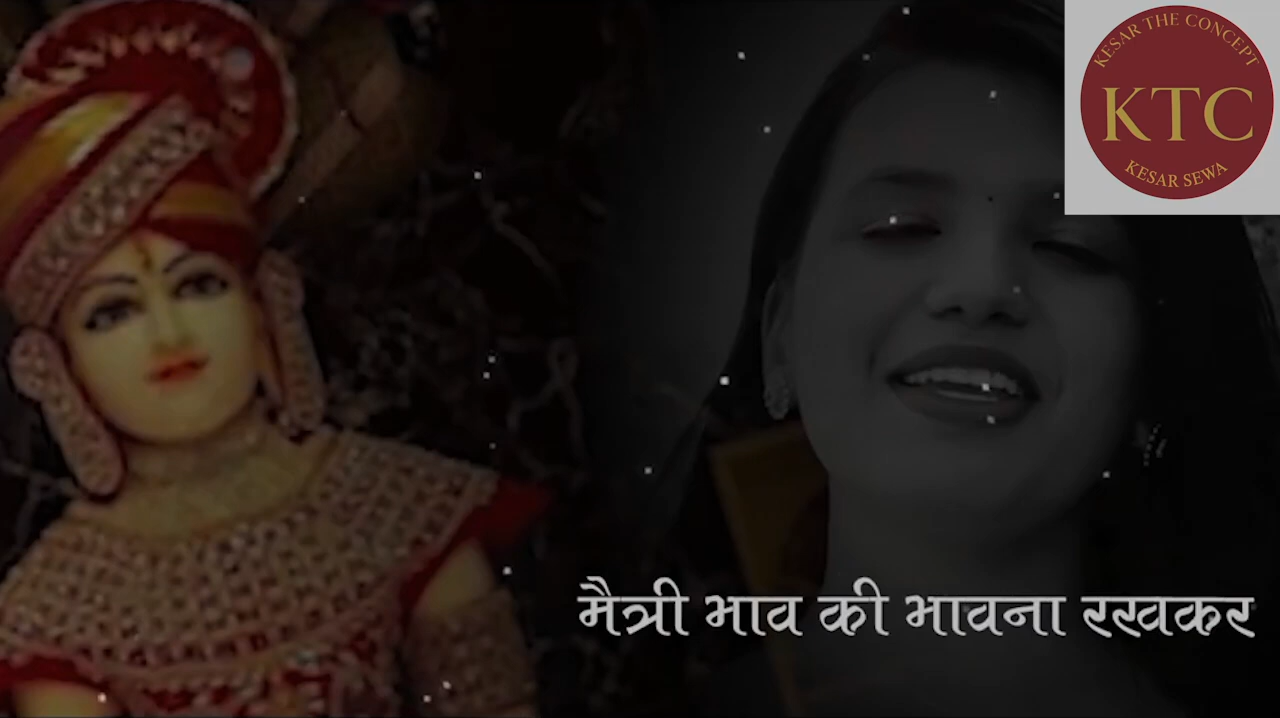 KESAR THE CONCEPT
KTC
KESAR SEWA
मैत्री भाव की भावना रखकर